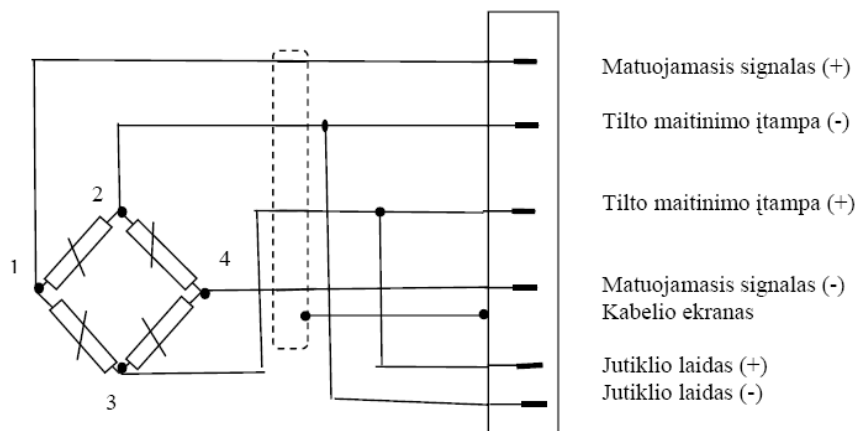 Matuojamasis signalas (+)
Tilto maitinimo įtampa (-)
2
Tilto maitinimo įtampa (+)
1
4
Matuojamasis signalas (-)
Kabelio ekranas
Jutiklio laidas (+)
3
Jutiklio laidas (-)